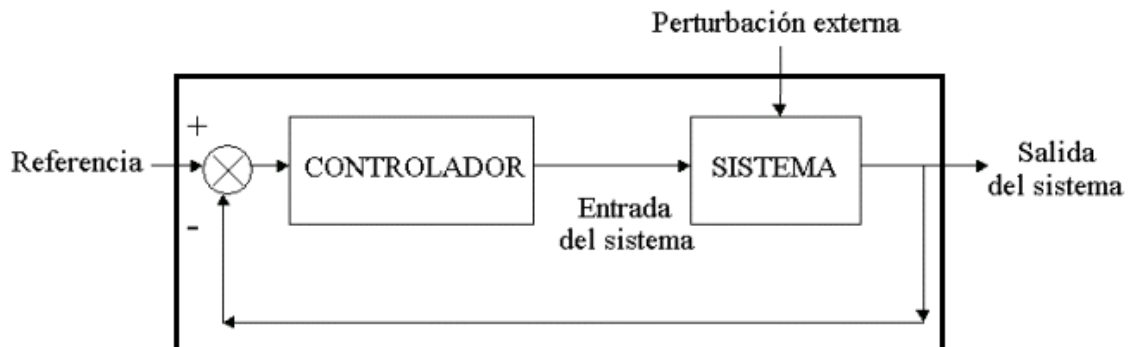 Perturbación externa
+
Referencia
CONTROLADOR
SISTEMA
Salida
del sistema
-
Entrada
del sistema